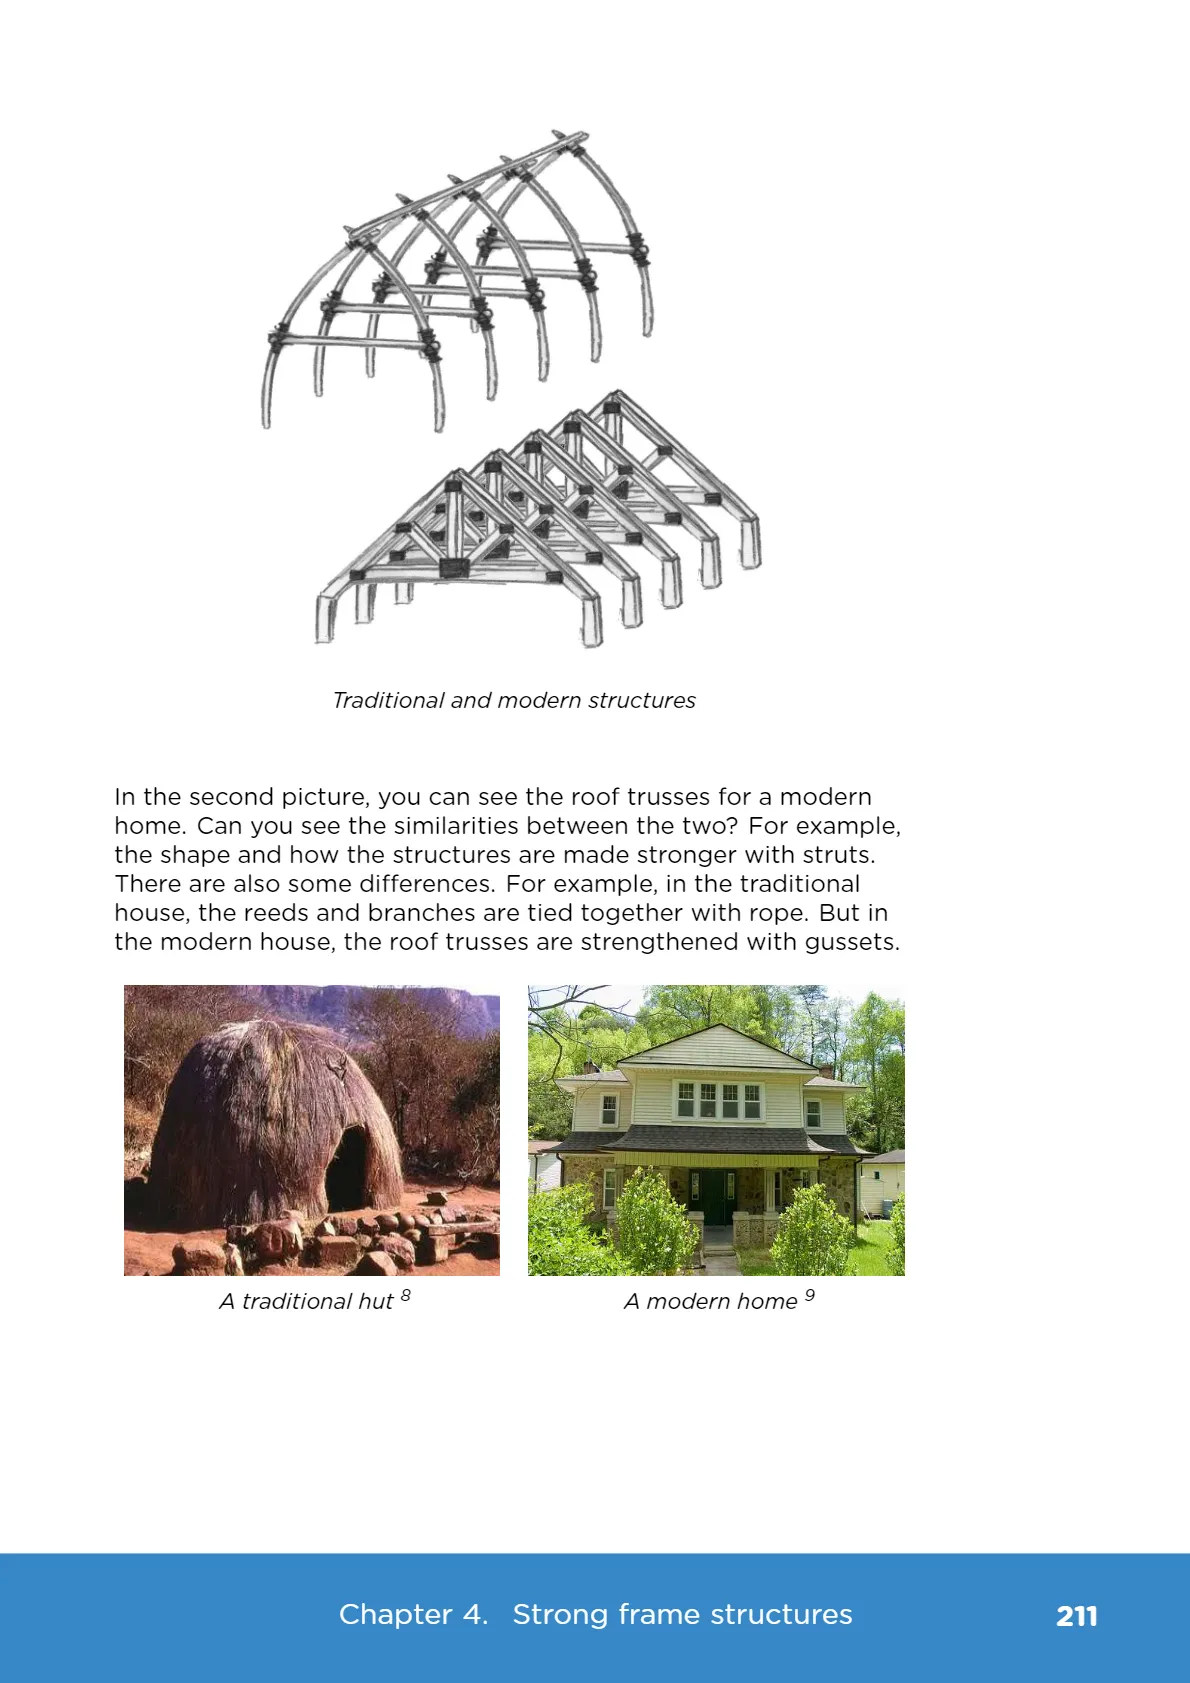 Traditional and modern structures
In the second picture, you can see the roof trusses for a modern
home. Can you see the similarities between the two? For example,
the shape and how the structures are made stronger with struts.
There are also some differences. For example, in the traditional
house, the reeds and branches are tied together with rope. But in
the modern house, the roof trusses are strengthened with gussets.
A traditional hut 8
A modern home 9
Chapter 4. Strong frame structures
211